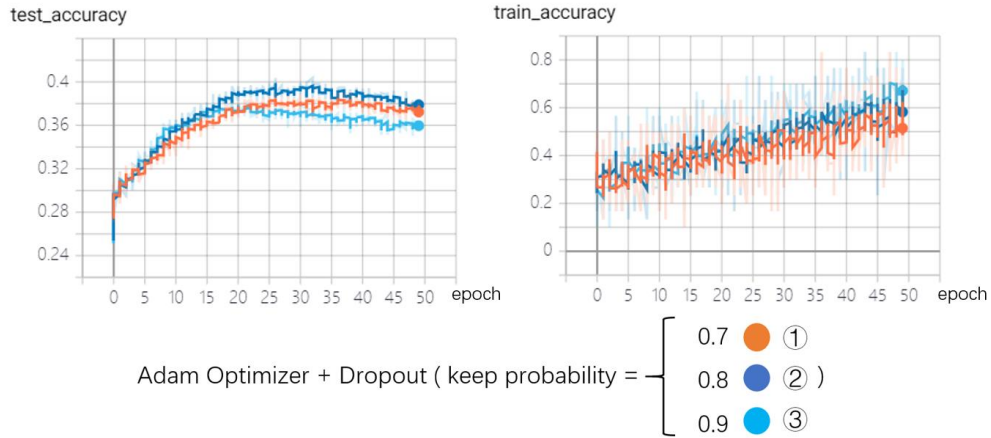 test_accuracy
0.4
0.36
0.32
0.28
0.24
0 5 10 15 20 25 30 35 40 45 50 epoch
train_accuracy
0.8
0.6
0.4
0.2
0
0 5 10 15 20 25 30 35 40 45 50 epoch
Adam Optimizer + Dropout ( keep probability =
0.7 ①
0.8 ② )
0.9 ③